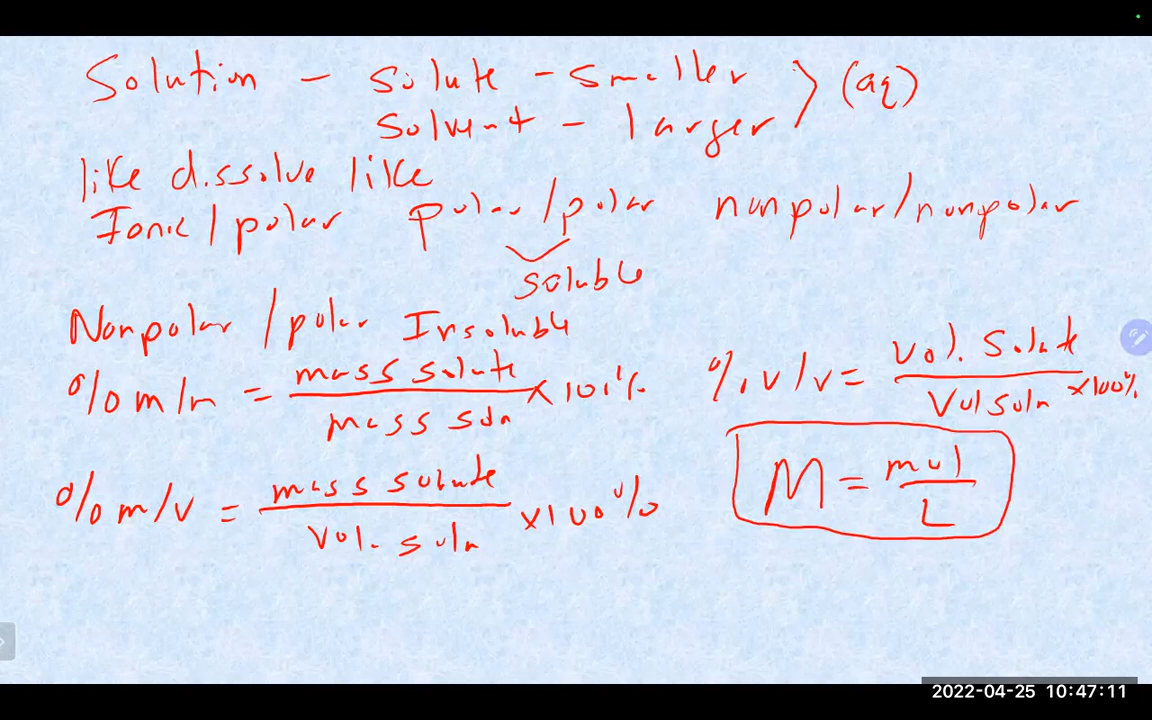 Solution - solute - smaller
solvent - larger } (aq)
like dissolve like
Ionic/polar polar/polar nonpolar/nonpolar
soluble
Nonpolar/polar Insoluble
%m/m = mass solute / mass soln × 100%
%v/v = vol. solute / Vol soln × 100%
%m/v = mass solute / Vol. soln × 100%
M = mol / L
2022-04-25 10:47:11